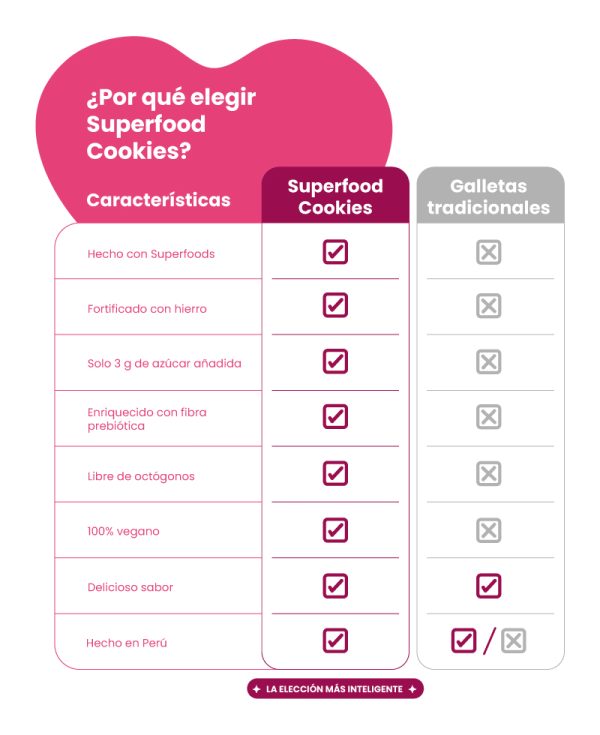 ¿Por qué elegir
Superfood
Cookies?
Características
Superfood
Cookies
Galletas
tradicionales
Hecho con Superfoods
Fortificado con hierro
Solo 3 g de azúcar añadida
Enriquecido con fibra
prebiótica
Libre de octógonos
100% vegano
Delicioso sabor
Hecho en Perú
/
LA ELECCIÓN MÁS INTELIGENTE